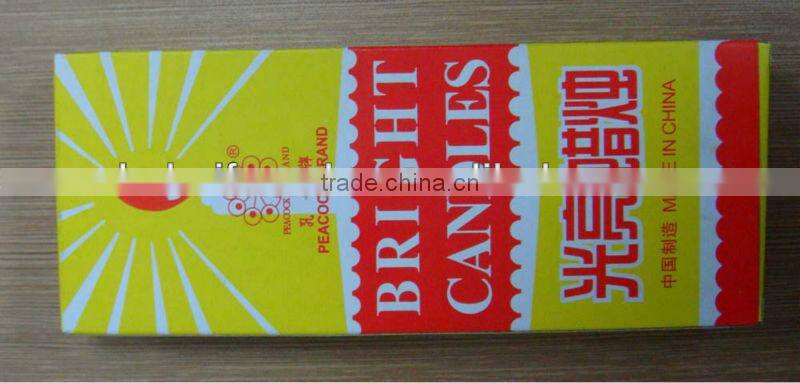 ®
PEACOCK BRAND
孔雀牌
PEACOCK BRAND
BRIGHT
CANDLES
光亮蜡烛
中国制造 MADE IN CHINA
trade.china.cn